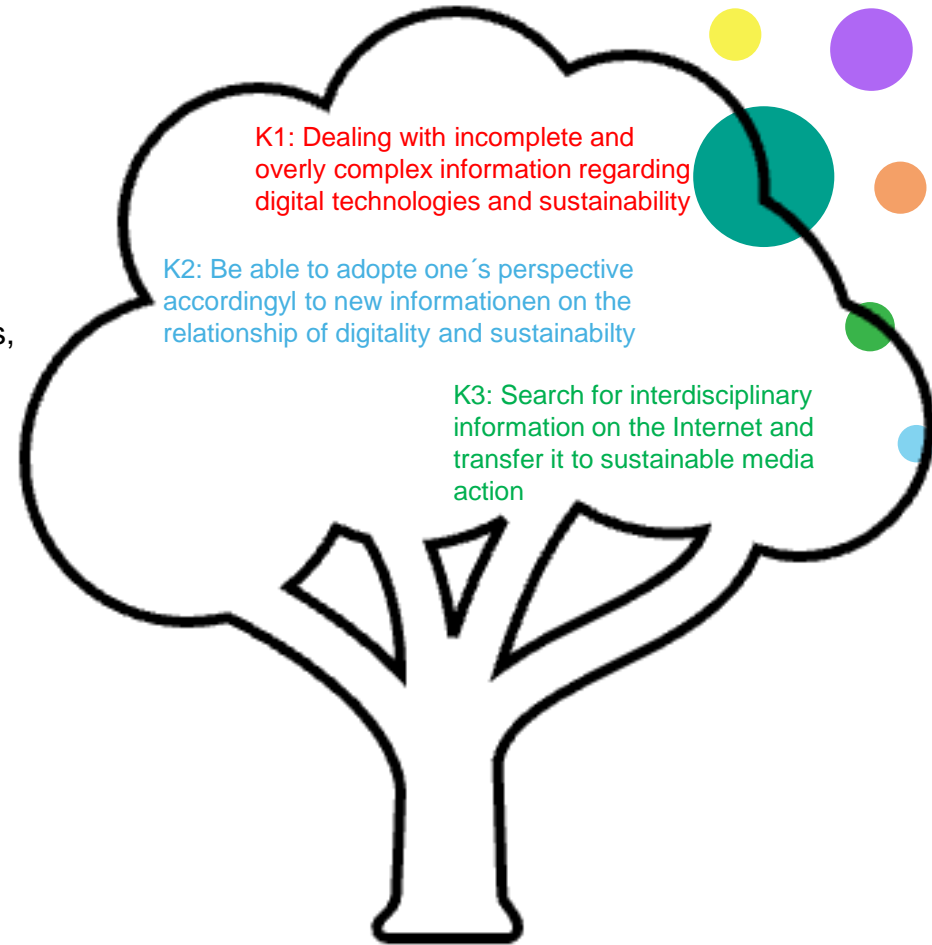 K1: Dealing with incomplete and
overly complex information regarding
digital technologies and sustainability
K2: Be able to adopte one´s perspective
accordingyl to new informationen on the
relationship of digitality and sustainabilty
s,
K3: Search for interdisciplinary
information on the Internet and
transfer it to sustainable media
action